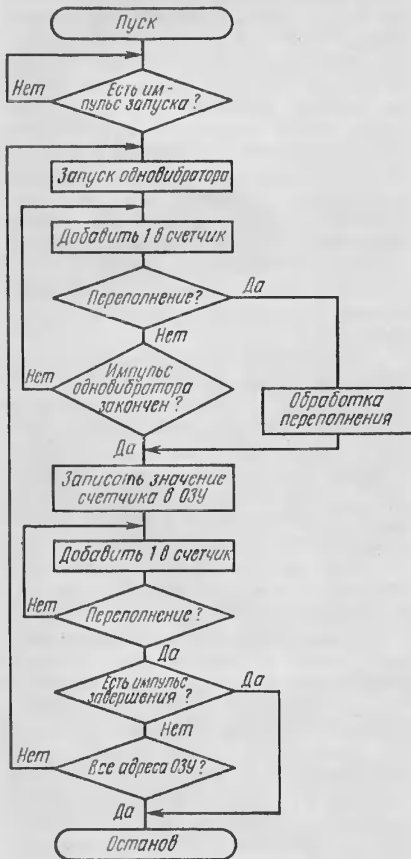 Пуск
Нет
Есть им-
пульс запуска?
Запуск одновибратора
Добавить 1 в счетчик
Переполнение?
Да
Нет
Нет
Импульс
одновибратора
закончен?
Обработка
переполнения
Да
Записать значение
счетчика в ОЗУ
Добавить 1 в счетчик
Нет
Переполнение?
Да
Есть импульс
завершения?
Да
Нет
Нет
Все адреса ОЗУ?
Да
Останов